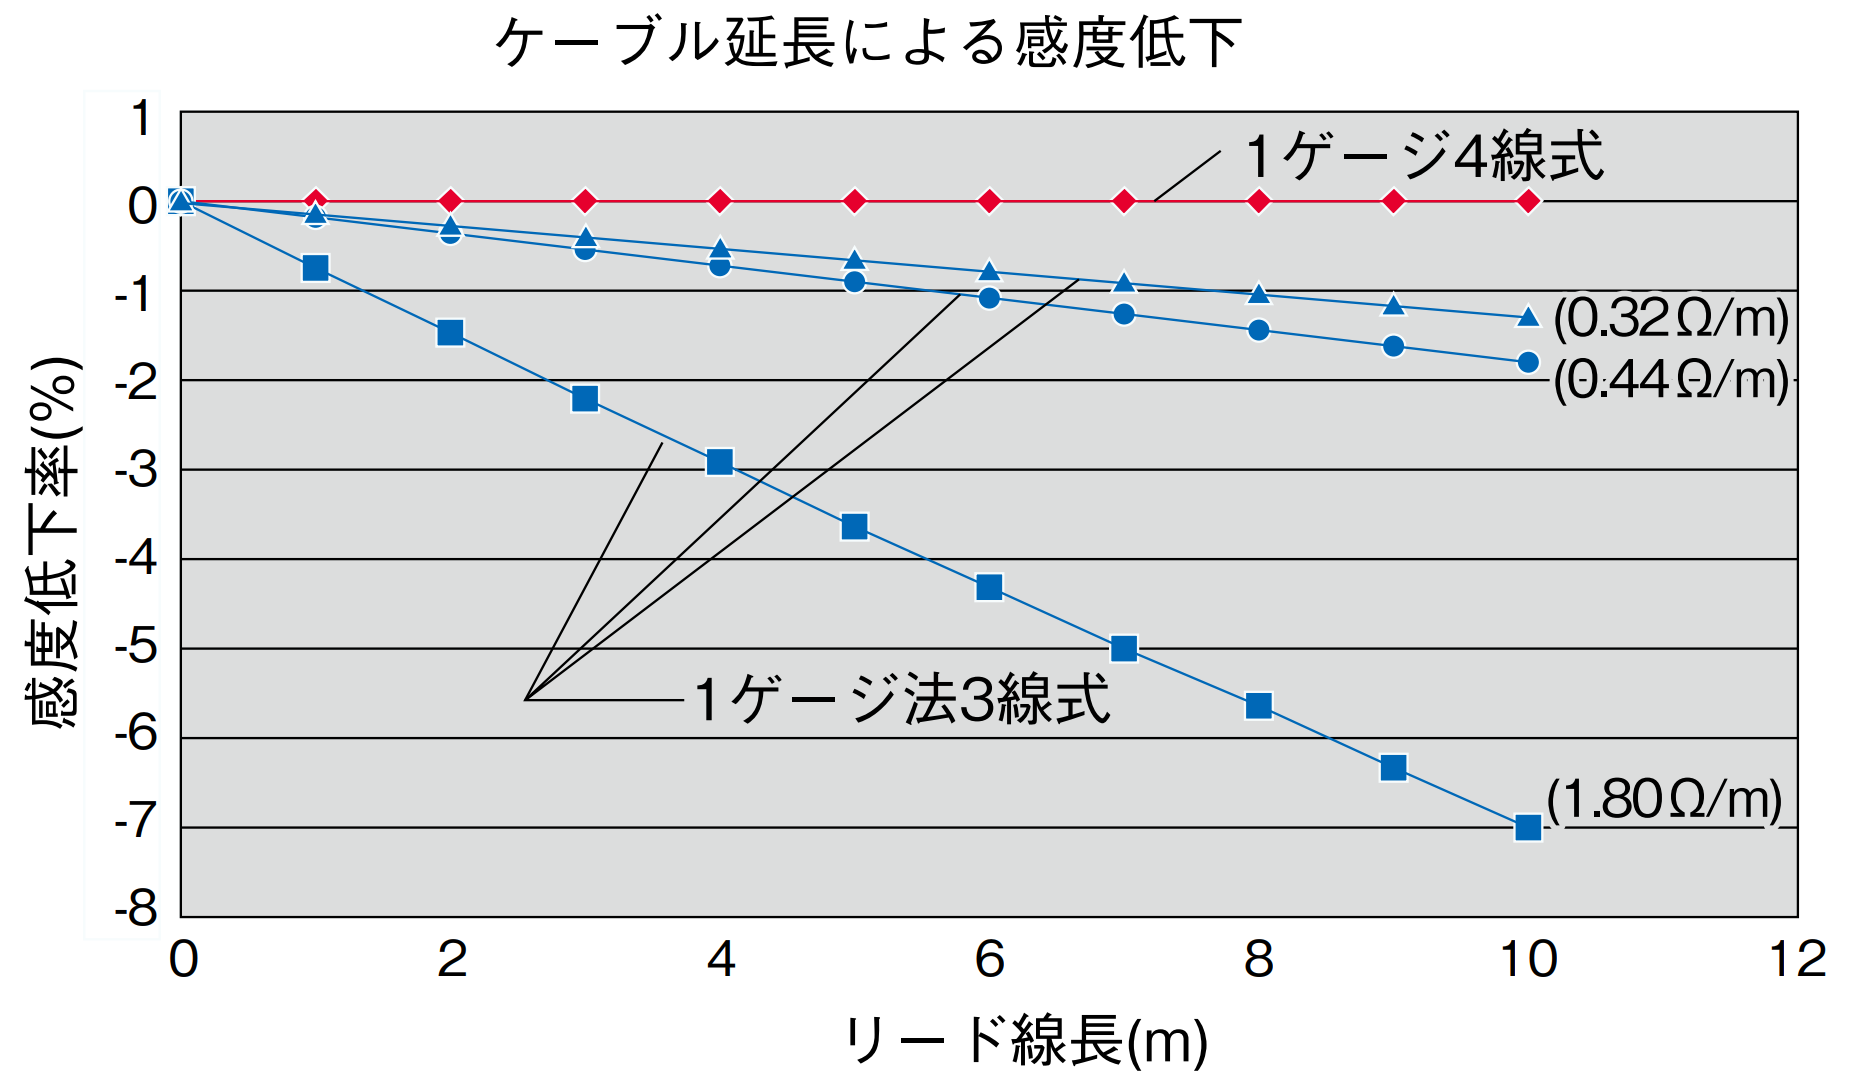 ケーブル延長による感度低下
感度低下率(%)
1
0
-1
-2
-3
-4
-5
-6
-7
-8
1ゲージ4線式
(0.32Ω/m)
(0.44Ω/m)
1ゲージ法3線式
(1.80Ω/m)
0 2 4 6 8 10 12
リード線長(m)